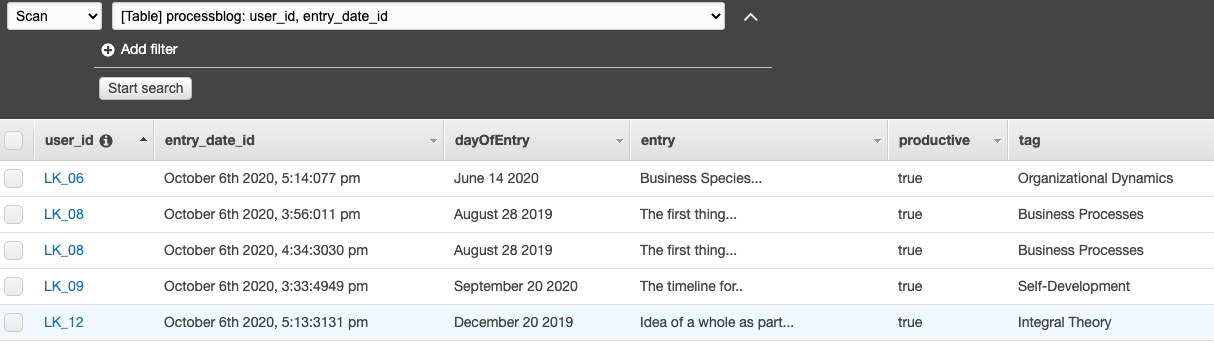 Scan [Table] processblog: user_id, entry_date_id
Add filter
Start search
user_id entry_date_id dayOfEntry entry productive tag
LK_06 October 6th 2020, 5:14:077 pm June 14 2020 Business Species... true Organizational Dynamics
LK_08 October 6th 2020, 3:56:011 pm August 28 2019 The first thing... true Business Processes
LK_08 October 6th 2020, 4:34:3030 pm August 28 2019 The first thing... true Business Processes
LK_09 October 6th 2020, 3:33:4949 pm September 20 2020 The timeline for.. true Self-Development
LK_12 October 6th 2020, 5:13:3131 pm December 20 2019 Idea of a whole as part... true Integral Theory